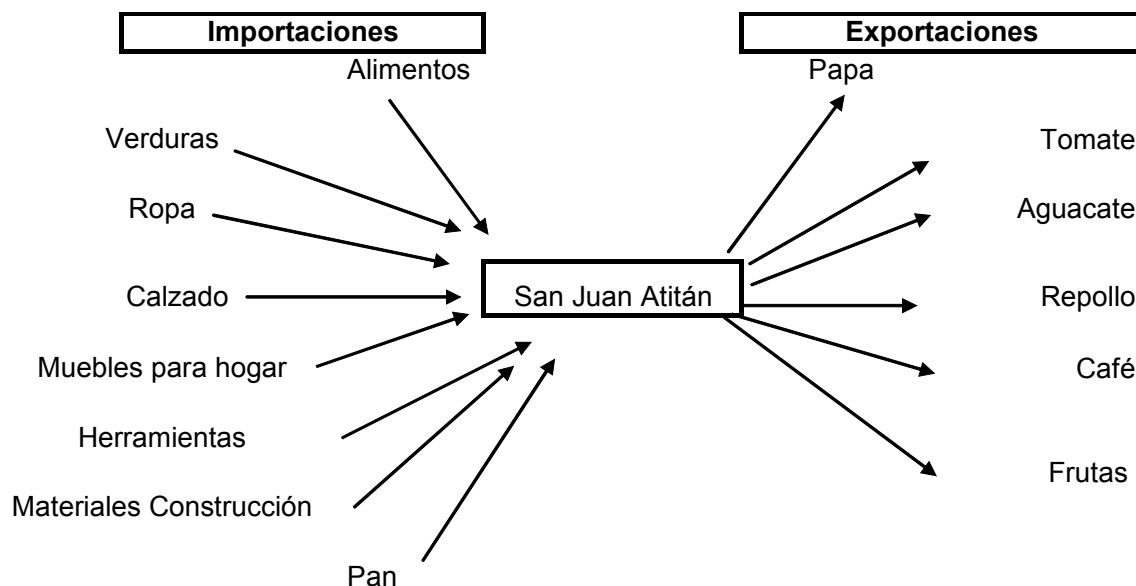 Importaciones
Exportaciones
Alimentos
Papa
Verduras
Tomate
Ropa
Aguacate
Calzado
San Juan Atitán
Repollo
Muebles para hogar
Café
Herramientas
Frutas
Materiales Construcción
Pan